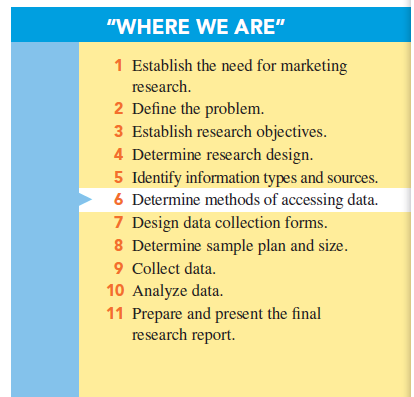 “WHERE WE ARE”
1 Establish the need for marketing
research.
2 Define the problem.
3 Establish research objectives.
4 Determine research design.
5 Identify information types and sources.
6 Determine methods of accessing data.
7 Design data collection forms.
8 Determine sample plan and size.
9 Collect data.
10 Analyze data.
11 Prepare and present the final
research report.